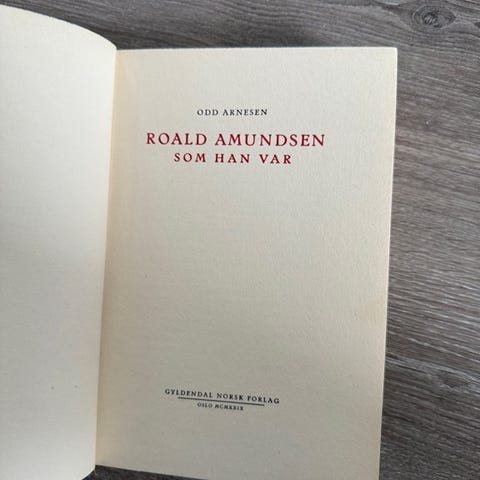 ODD ARNESEN
ROALD AMUNDSEN
SOM HAN VAR
GYLDENDAL NORSK FORLAG
OSLO MCMXXIX